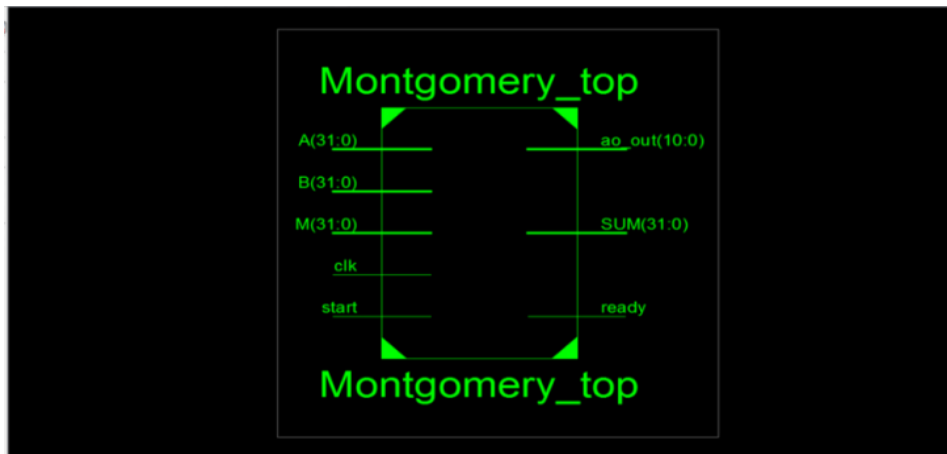 Montgomery_top
A(31:0)
ao_out(10:0)
B(31:0)
M(31:0)
SUM(31:0)
clk
start
ready
Montgomery_top